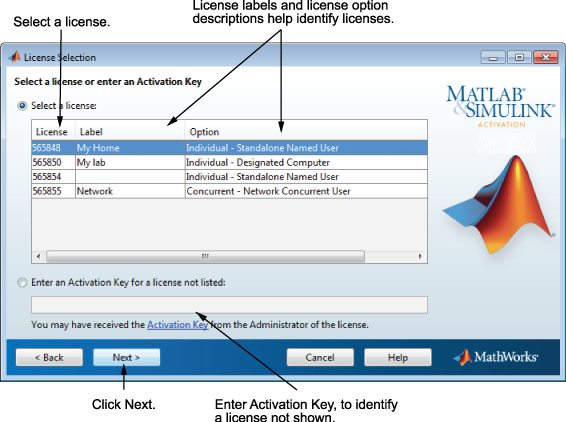 Select a license.
License labels and license option
descriptions help identify licenses.
License Selection
Select a license or enter an Activation Key
Select a license:
License Label Option
565848 My Home Individual - Standalone Named User
565850 My lab Individual - Designated Computer
565854 Individual - Standalone Named User
565855 Network Concurrent - Network Concurrent User
MATLAB®
&SIMULINK®
ACTIVATION
Enter an Activation Key for a license not listed:
You may have received the Activation Key from the Administrator of the license.
< Back Next > Cancel Help MathWorks®
Click Next.
Enter Activation Key, to identify
a license not shown.